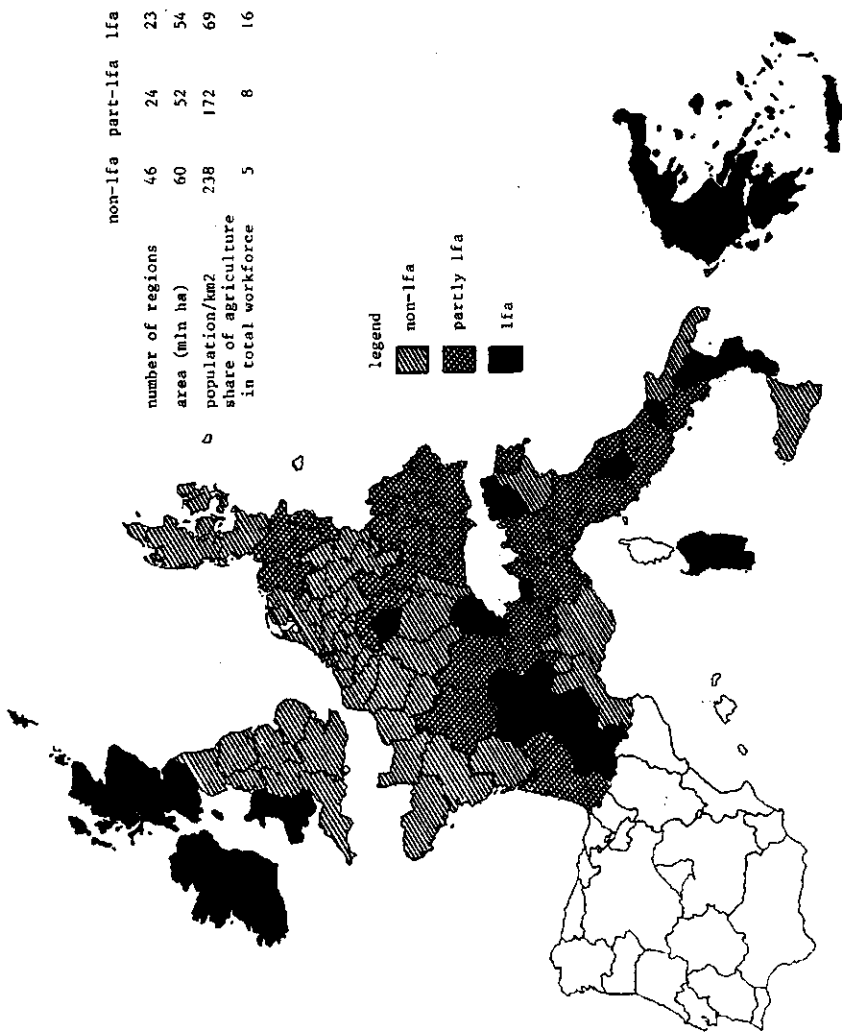 non-lfa part-lfa lfa
number of regions 46 24 23
area (mln ha) 60 52 54
population/km2 238 172 69
share of agriculture
in total workforce 5 8 16
legend
non-lfa
partly lfa
lfa